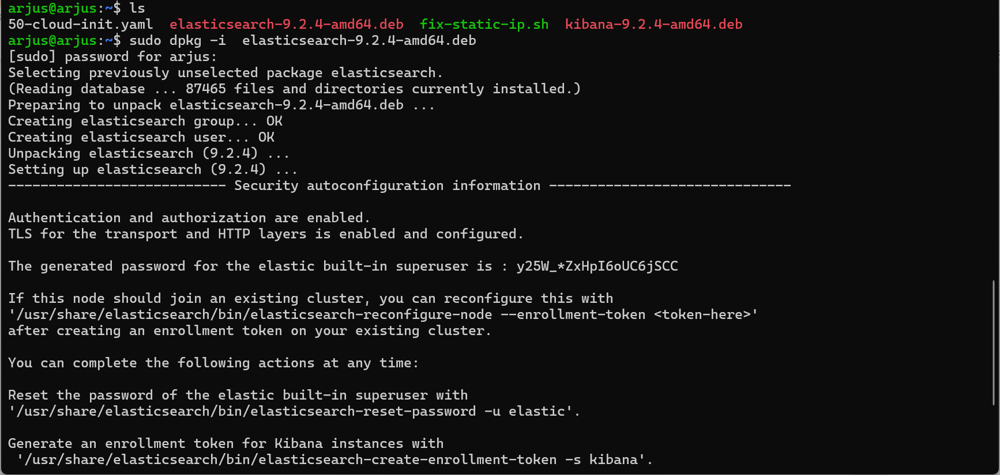 arjus@arjus:~$ ls
50-cloud-init.yaml  elasticsearch-9.2.4-amd64.deb  fix-static-ip.sh  kibana-9.2.4-amd64.deb
arjus@arjus:~$ sudo dpkg -i  elasticsearch-9.2.4-amd64.deb
[sudo] password for arjus:
Selecting previously unselected package elasticsearch.
(Reading database ... 87465 files and directories currently installed.)
Preparing to unpack elasticsearch-9.2.4-amd64.deb ...
Creating elasticsearch group... OK
Creating elasticsearch user... OK
Unpacking elasticsearch (9.2.4) ...
Setting up elasticsearch (9.2.4) ...
--------------------------- Security autoconfiguration information ------------------------------
Authentication and authorization are enabled.
TLS for the transport and HTTP layers is enabled and configured.
The generated password for the elastic built-in superuser is : y25W_*ZxHpI6oUC6jSCC
If this node should join an existing cluster, you can reconfigure this with
'/usr/share/elasticsearch/bin/elasticsearch-reconfigure-node --enrollment-token <token-here>'
after creating an enrollment token on your existing cluster.
You can complete the following actions at any time:
Reset the password of the elastic built-in superuser with
'/usr/share/elasticsearch/bin/elasticsearch-reset-password -u elastic'.
Generate an enrollment token for Kibana instances with
 '/usr/share/elasticsearch/bin/elasticsearch-create-enrollment-token -s kibana'.